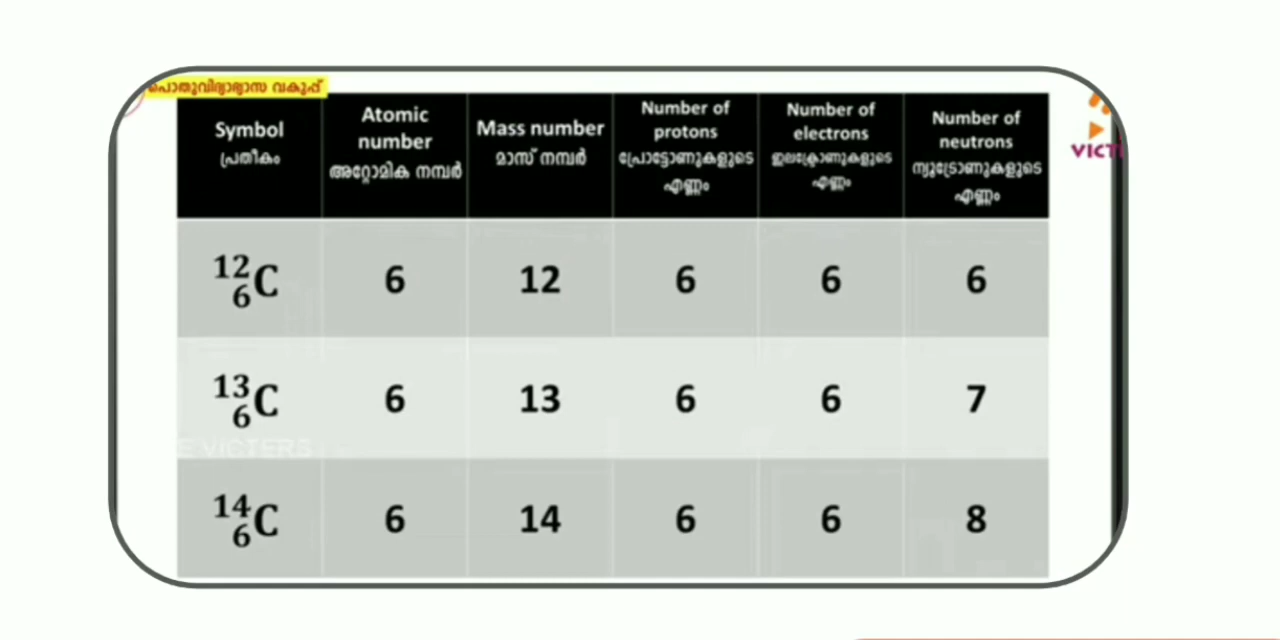 പൊതുവിദ്യാഭ്യാസ വകുപ്പ്
Symbol
പ്രതീകം
Atomic
number
അറ്റോമിക നമ്പർ
Mass number
മാസ് നമ്പർ
Number of
protons
പ്രോട്ടോണുകളുടെ
എണ്ണം
Number of
electrons
ഇലക്ട്രോണുകളുടെ
എണ്ണം
Number of
neutrons
ന്യൂട്രോണുകളുടെ
എണ്ണം
VICT
¹²₆C 6 12 6 6 6
¹³₆C 6 13 6 6 7
E VICTERS
¹⁴₆C 6 14 6 6 8